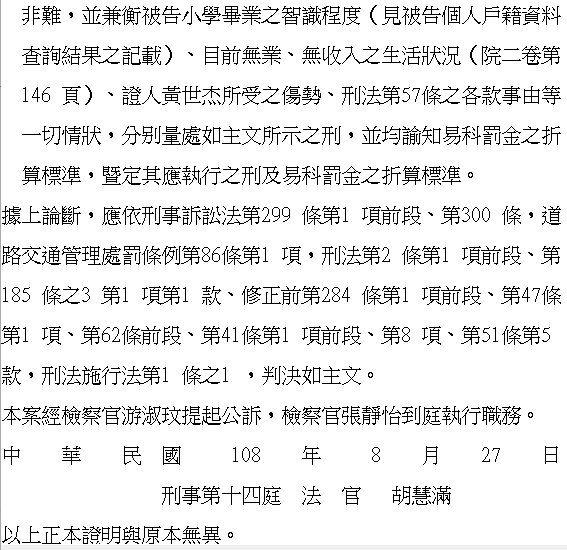 非難，並兼衡被告小學畢業之智識程度（見被告個人戶籍資料
查詢結果之記載）、目前無業、無收入之生活狀況（院二卷第
146 頁）、證人黃世杰所受之傷勢、刑法第57條之各款事由等
一切情狀，分別量處如主文所示之刑，並均諭知易科罰金之折
算標準，暨定其應執行之刑及易科罰金之折算標準。
據上論斷，應依刑事訴訟法第299 條第1 項前段、第300 條，道
路交通管理處罰條例第86條第1 項，刑法第2 條第1 項前段、第
185 條之3 第1 項第1 款、修正前第284 條第1 項前段、第47條
第1 項、第62條前段、第41條第1 項前段、第8 項、第51條第5
款，刑法施行法第1 條之1 ，判決如主文。
本案經檢察官游淑玟提起公訴，檢察官張靜怡到庭執行職務。
中 華 民 國 108 年 8 月 27 日
刑事第十四庭 法 官 胡慧滿
以上正本證明與原本無異。